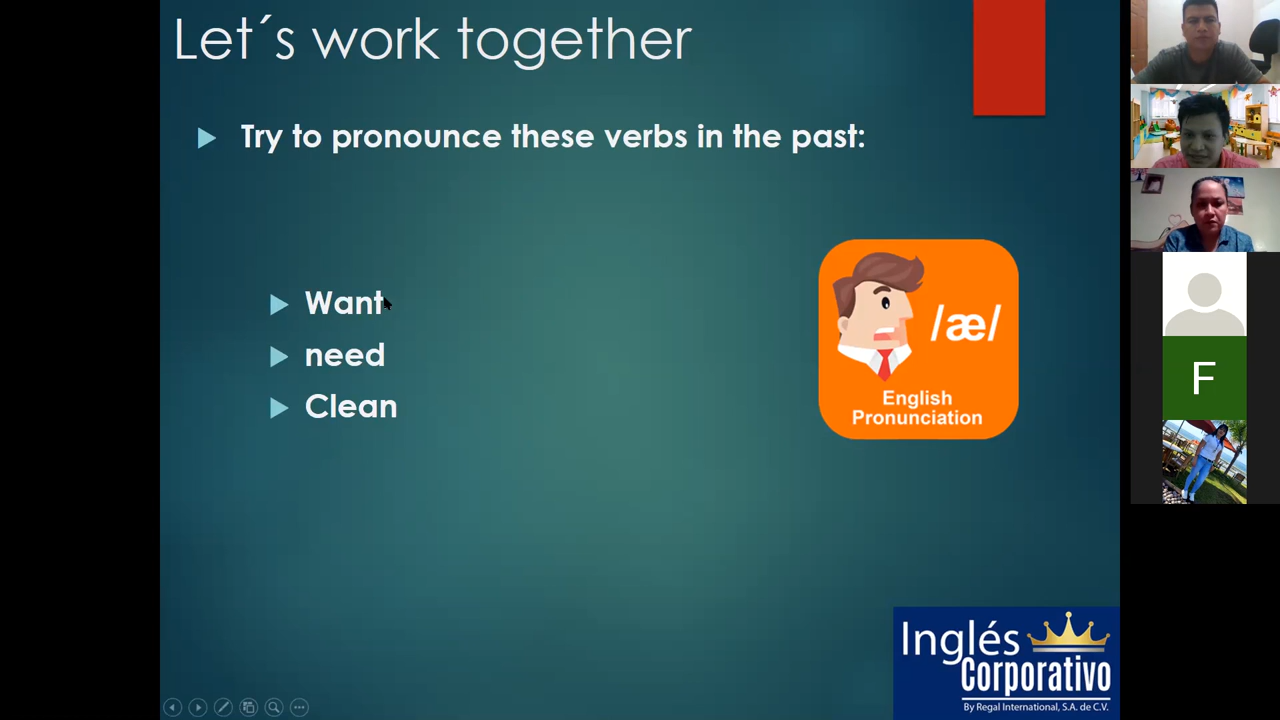 Let´s work together
Try to pronounce these verbs in the past:
Want
need
Clean
/æ/
English
Pronunciation
F
Inglés
Corporativo
By Regal International, S.A. de C.V.